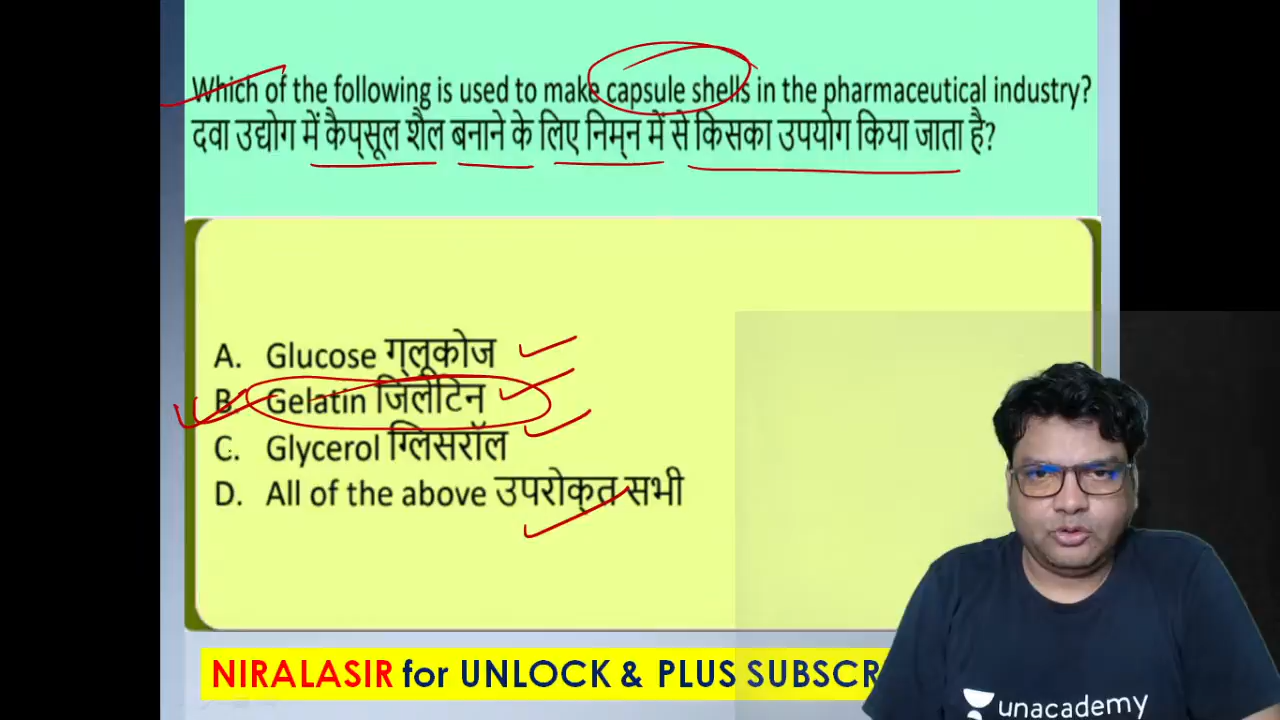 Which of the following is used to make capsule shells in the pharmaceutical industry?
दवा उद्योग में कैप्सूल शैल बनाने के लिए निम्न में से किसका उपयोग किया जाता है?
A. Glucose ग्लूकोज
B. Gelatin जिलेटिन
C. Glycerol ग्लिसरॉल
D. All of the above उपरोक्त सभी
NIRALASIR for UNLOCK & PLUS SUBSCR
unacademy